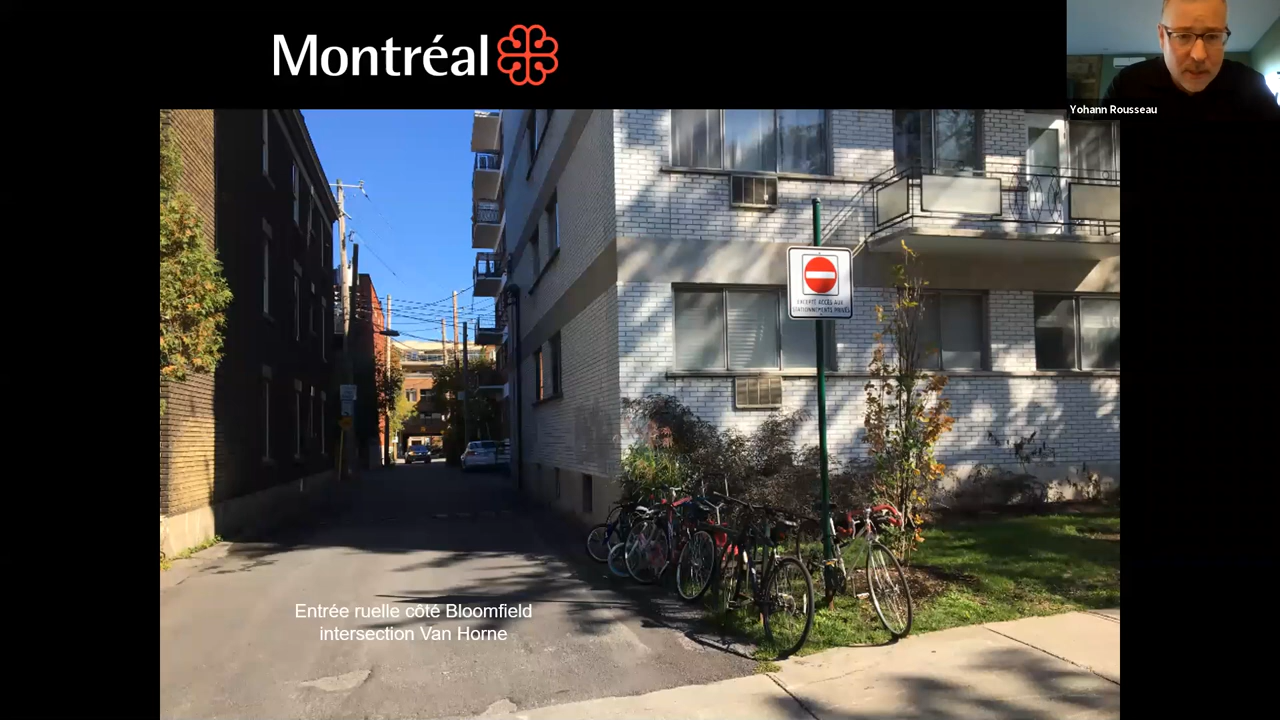 Montréal
Yohann Rousseau
EXCEPTÉ ACCÈS AUX
STATIONNEMENTS PRIVÉS
Entrée ruelle côté Bloomfield
intersection Van Horne